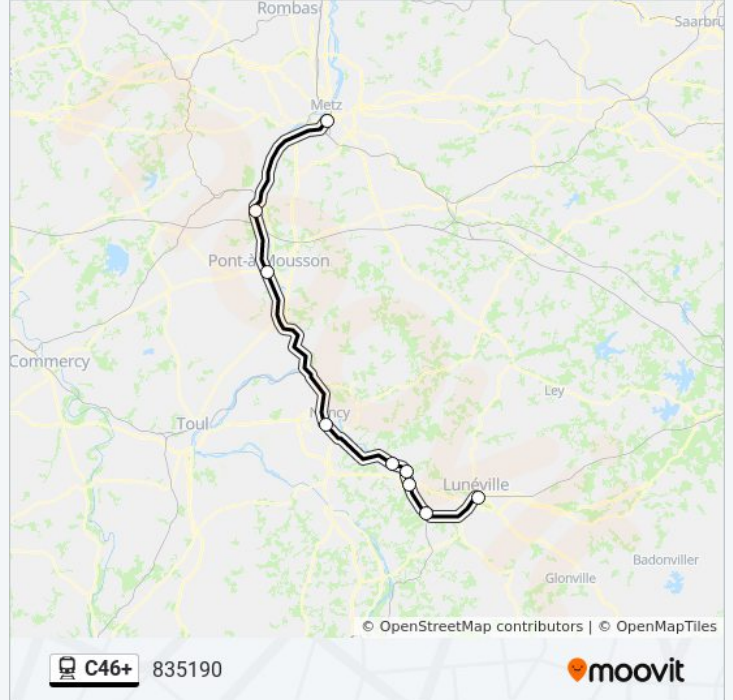 Rombas
Saarbrü
Metz
Pont-à-Mousson
Commercy
Ley
Toul
Nancy
Lunéville
Badonviller
Glonville
© OpenStreetMap contributors | © OpenMapTiles
C46+ 835190
moovit